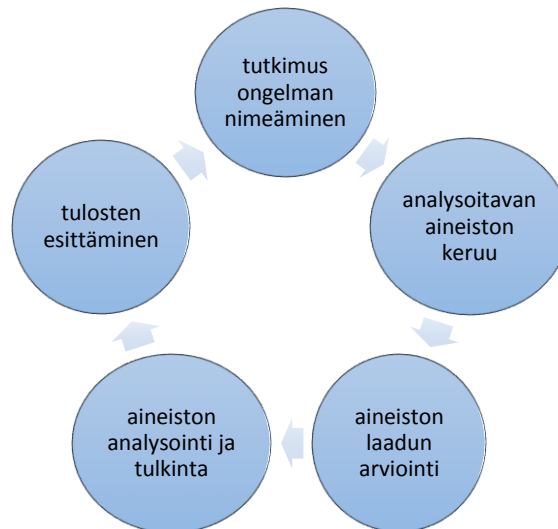 tutkimus
ongelman
nimeäminen
analysoitavan
aineiston
keruu
aineiston
laadun
arviointi
aineiston
analysointi ja
tulkinta
tulosten
esittäminen